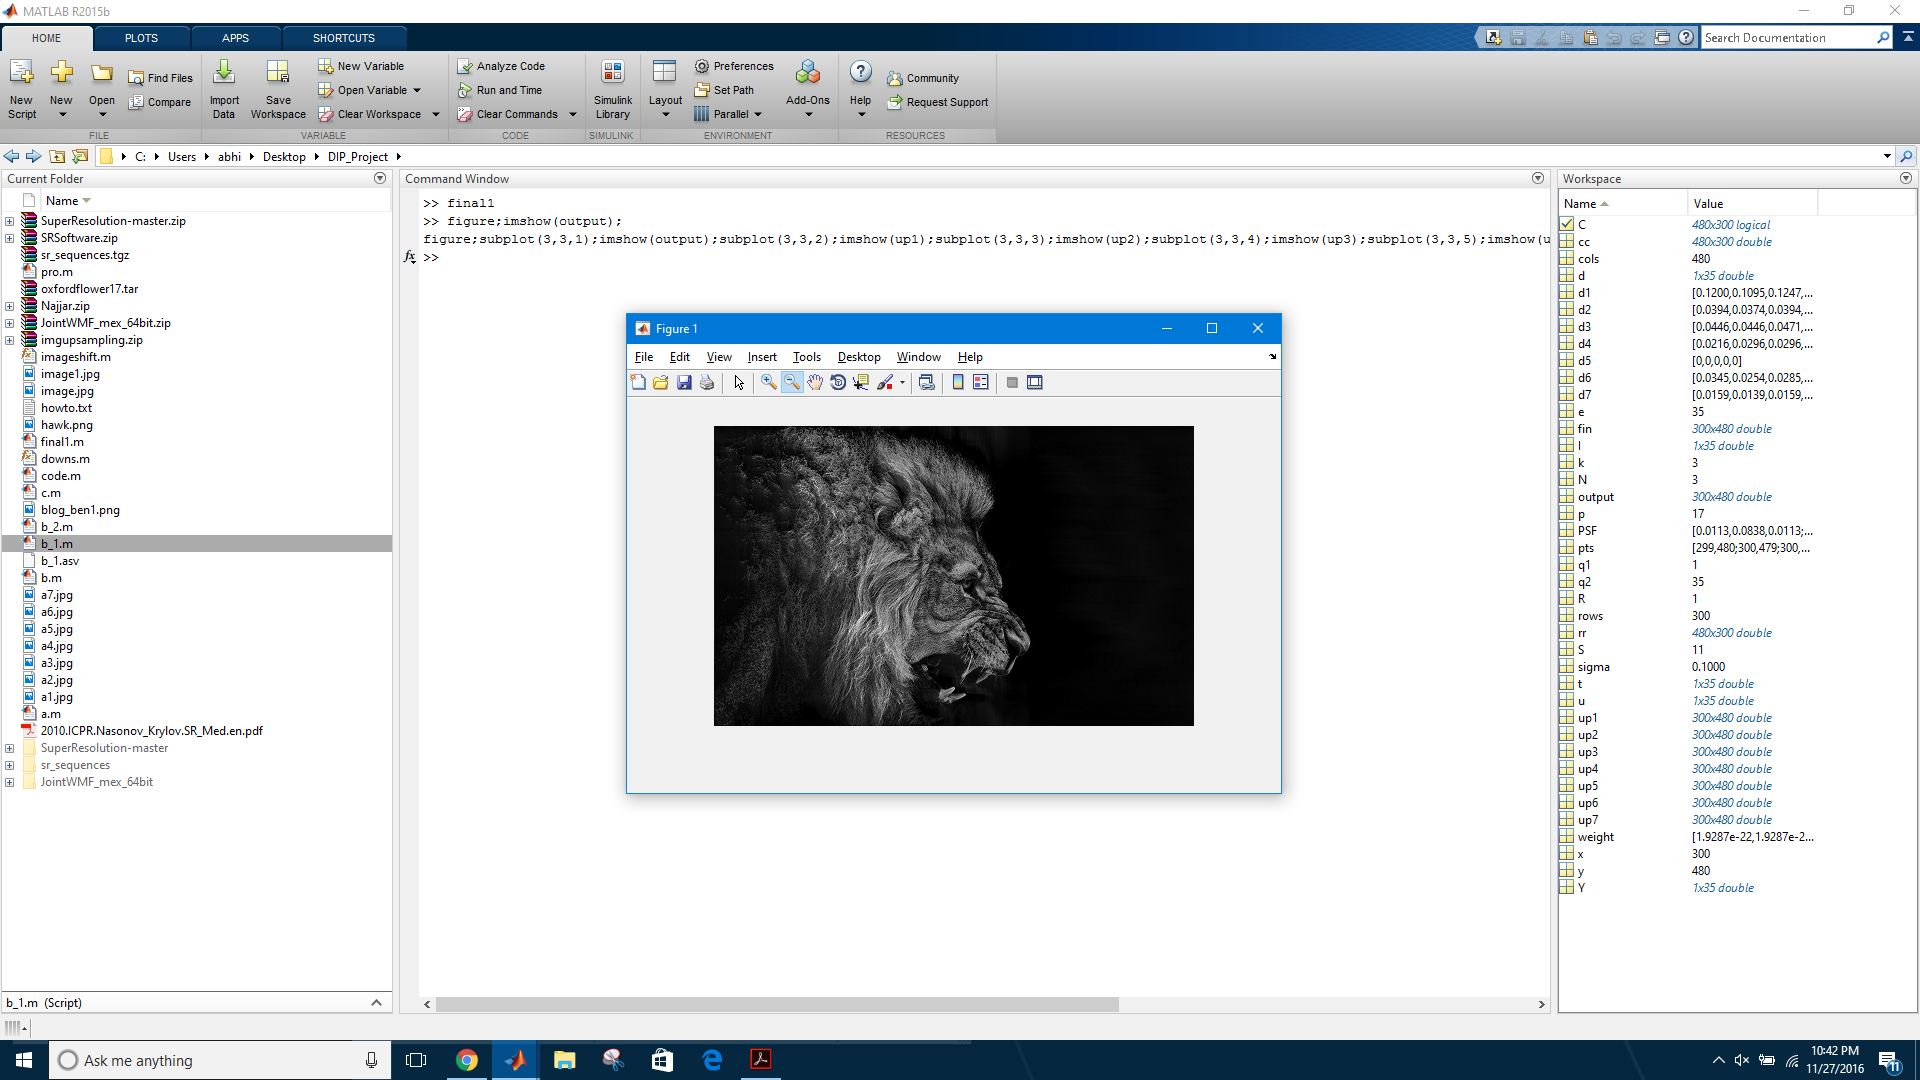 MATLAB R2015b
HOME PLOTS APPS SHORTCUTS
Search Documentation
New Script
New
Open
Find Files
Compare
Import Data
Save Workspace
New Variable
Open Variable
Clear Workspace
Analyze Code
Run and Time
Clear Commands
Simulink Library
Layout
Preferences
Set Path
Parallel
Add-Ons
Help
Community
Request Support
FILE VARIABLE CODE SIMULINK ENVIRONMENT RESOURCES
C: Users abhi Desktop DIP_Project
Current Folder
Name
SuperResolution-master.zip
SRSoftware.zip
sr_sequences.tgz
pro.m
oxfordflower17.tar
Najjar.zip
JointWMF_mex_64bit.zip
imgupsampling.zip
imageshift.m
image1.jpg
image.jpg
howto.txt
hawk.png
final1.m
downs.m
code.m
c.m
blog_ben1.png
b_2.m
b_1.m
b_1.asv
b.m
a7.jpg
a6.jpg
a5.jpg
a4.jpg
a3.jpg
a2.jpg
a1.jpg
a.m
2010.ICPR.Nasonov_Krylov.SR_Med.en.pdf
SuperResolution-master
sr_sequences
JointWMF_mex_64bit
b_1.m (Script)
Command Window
>> final1
>> figure;imshow(output);
figure;subplot(3,3,1);imshow(output);subplot(3,3,2);imshow(up1);subplot(3,3,3);imshow(up2);subplot(3,3,4);imshow(up3);subplot(3,3,5);imshow(u
fx >>
Figure 1
File Edit View Insert Tools Desktop Window Help
Workspace
Name Value
C 480x300 logical
cc 480x300 double
cols 480
d 1x35 double
d1 [0.1200,0.1095,0.1247,...
d2 [0.0394,0.0374,0.0394,...
d3 [0.0446,0.0446,0.0471,...
d4 [0.0216,0.0296,0.0296,...
d5 [0,0,0,0,0]
d6 [0.0345,0.0254,0.0285,...
d7 [0.0159,0.0139,0.0159,...
e 35
fin 300x480 double
I 1x35 double
k 3
N 3
output 300x480 double
p 17
PSF [0.0113,0.0838,0.0113;...
pts [299,480;300,479;300,...
q1 1
q2 35
R 1
rows 300
rr 480x300 double
S 11
sigma 0.1000
t 1x35 double
u 1x35 double
up1 300x480 double
up2 300x480 double
up3 300x480 double
up4 300x480 double
up5 300x480 double
up6 300x480 double
up7 300x480 double
weight [1.9287e-22,1.9287e-2...
x 300
y 480
Y 1x35 double
Ask me anything
10:42 PM
11/27/2016
11